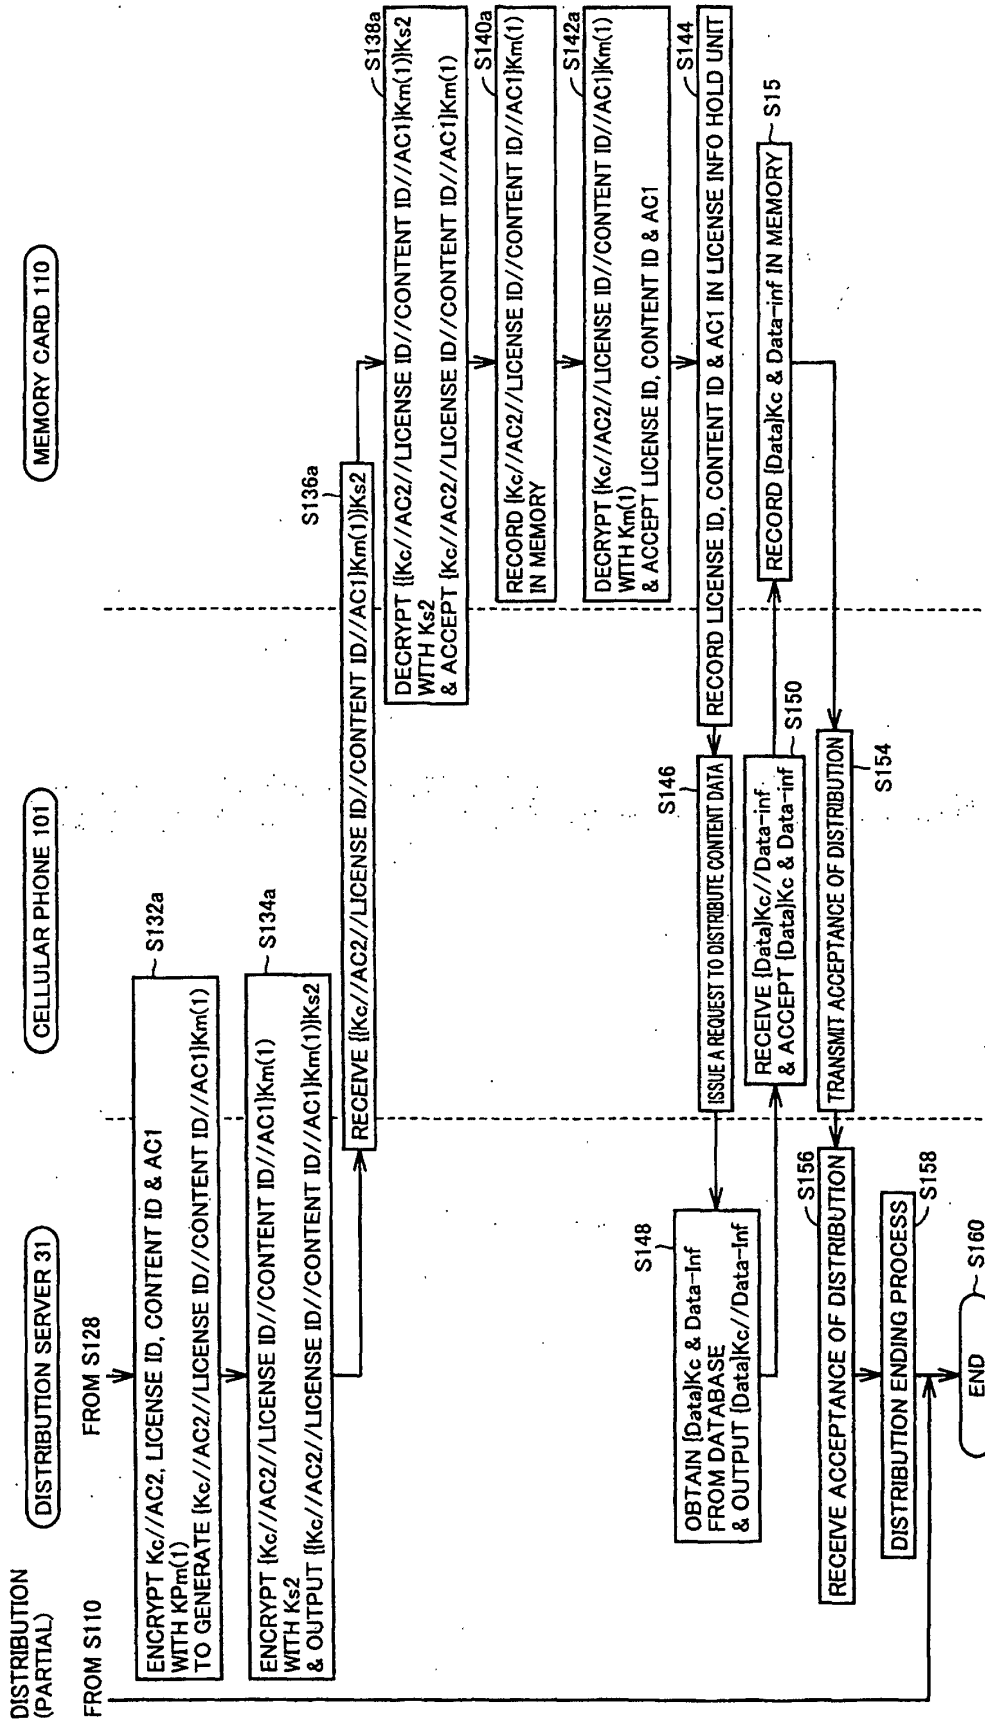 DISTRIBUTION
(PARTIAL)
DISTRIBUTION SERVER 31
CELLULAR PHONE 101
MEMORY CARD 110
FROM S110
FROM S128
S132a
ENCRYPT Kc//AC2, LICENSE ID, CONTENT ID & AC1
WITH KPm(1)
TO GENERATE {Kc//AC2//LICENSE ID//CONTENT ID//AC1}Km(1)
S134a
ENCRYPT {Kc//AC2//LICENSE ID//CONTENT ID//AC1}Km(1)
WITH Ks2
& OUTPUT {{Kc//AC2//LICENSE ID//CONTENT ID//AC1}Km(1)}Ks2
S136a
RECEIVE {{Kc//AC2//LICENSE ID//CONTENT ID//AC1}Km(1)}Ks2
S138a
DECRYPT {{Kc//AC2//LICENSE ID//CONTENT ID//AC1}Km(1)}Ks2
WITH Ks2
& ACCEPT {Kc//AC2//LICENSE ID//CONTENT ID//AC1}Km(1)
S140a
RECORD {Kc//AC2//LICENSE ID//CONTENT ID//AC1}Km(1)
IN MEMORY
S142a
DECRYPT {Kc//AC2//LICENSE ID//CONTENT ID//AC1}Km(1)
WITH Km(1)
& ACCEPT LICENSE ID, CONTENT ID & AC1
S144
RECORD LICENSE ID, CONTENT ID & AC1 IN LICENSE INFO HOLD UNIT
S146
ISSUE A REQUEST TO DISTRIBUTE CONTENT DATA
S148
OBTAIN {Data}Kc & Data-Inf
FROM DATABASE
& OUTPUT {Data}Kc//Data-Inf
S150
RECEIVE {Data}Kc//Data-inf
& ACCEPT {Data}Kc & Data-inf
S15
RECORD {Data}Kc & Data-inf IN MEMORY
S154
TRANSMIT ACCEPTANCE OF DISTRIBUTION
S156
RECEIVE ACCEPTANCE OF DISTRIBUTION
S158
DISTRIBUTION ENDING PROCESS
S160
END